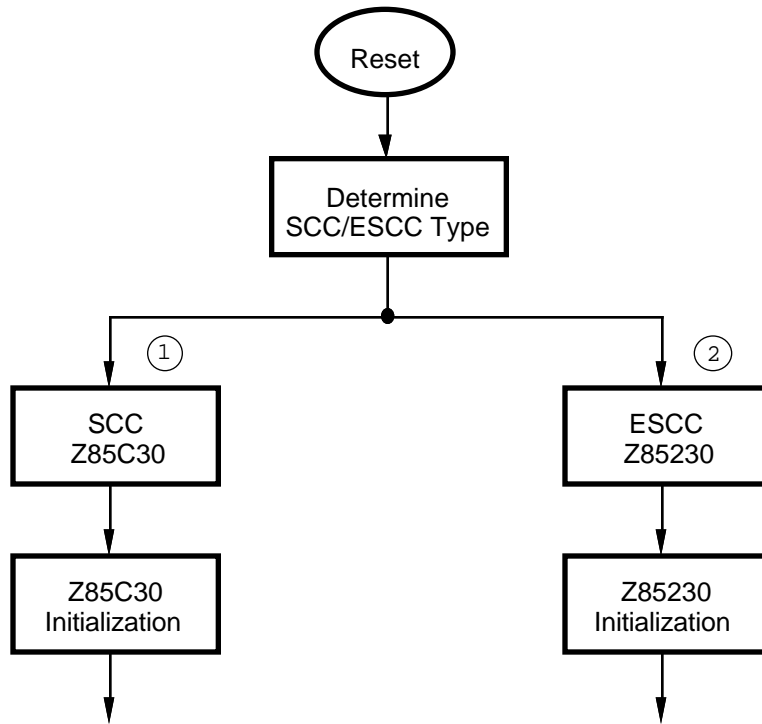 Reset
Determine
SCC/ESCC Type
1
2
SCC
Z85C30
ESCC
Z85230
Z85C30
Initialization
Z85230
Initialization